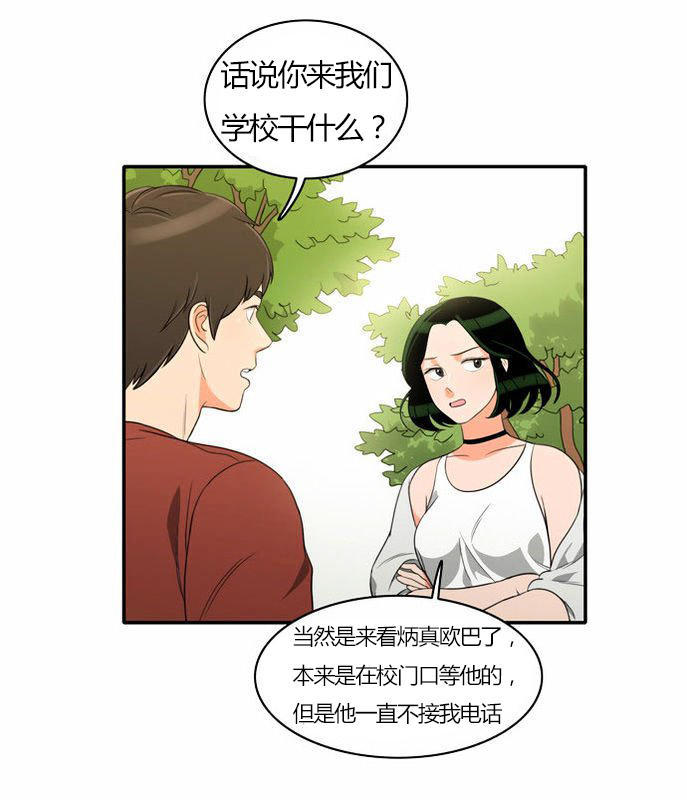 话说你来我们
学校干什么？
当然是来看炳真欧巴了，
本来是在校门口等他的，
但是他一直不接我电话